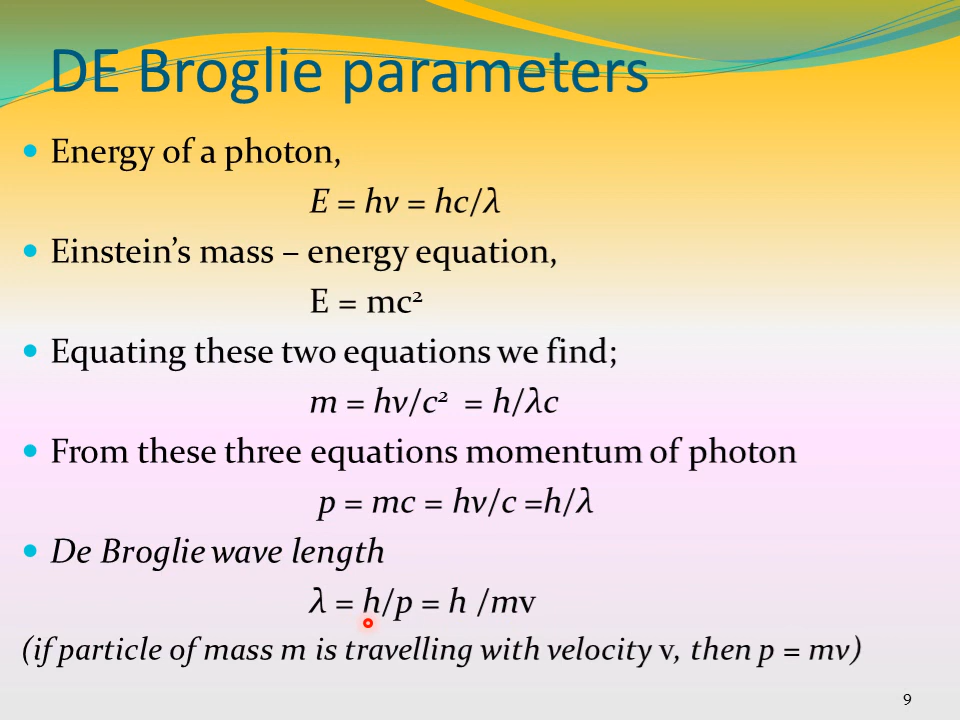 DE Broglie parameters
Energy of a photon,
E = hν = hc/λ
Einstein’s mass – energy equation,
E = mc²
Equating these two equations we find;
m = hν/c² = h/λc
From these three equations momentum of photon
p = mc = hν/c =h/λ
De Broglie wave length
λ = h/p = h /mv
(if particle of mass m is travelling with velocity v, then p = mv)
9